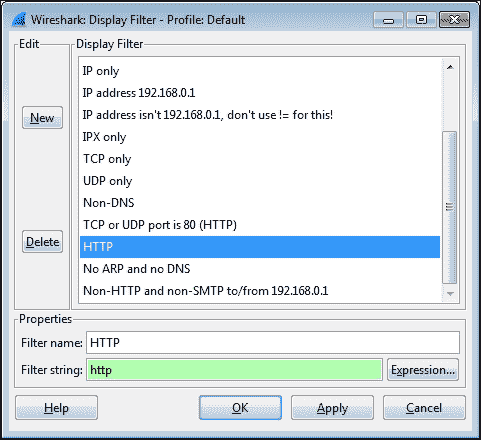 Wireshark: Display Filter - Profile: Default
Edit
Display Filter
New
Delete
IP only
IP address 192.168.0.1
IP address isn't 192.168.0.1, don't use != for this!
IPX only
TCP only
UDP only
Non-DNS
TCP or UDP port is 80 (HTTP)
HTTP
No ARP and no DNS
Non-HTTP and non-SMTP to/from 192.168.0.1
Properties
Filter name: HTTP
Filter string: http Expression...
Help OK Apply Cancel